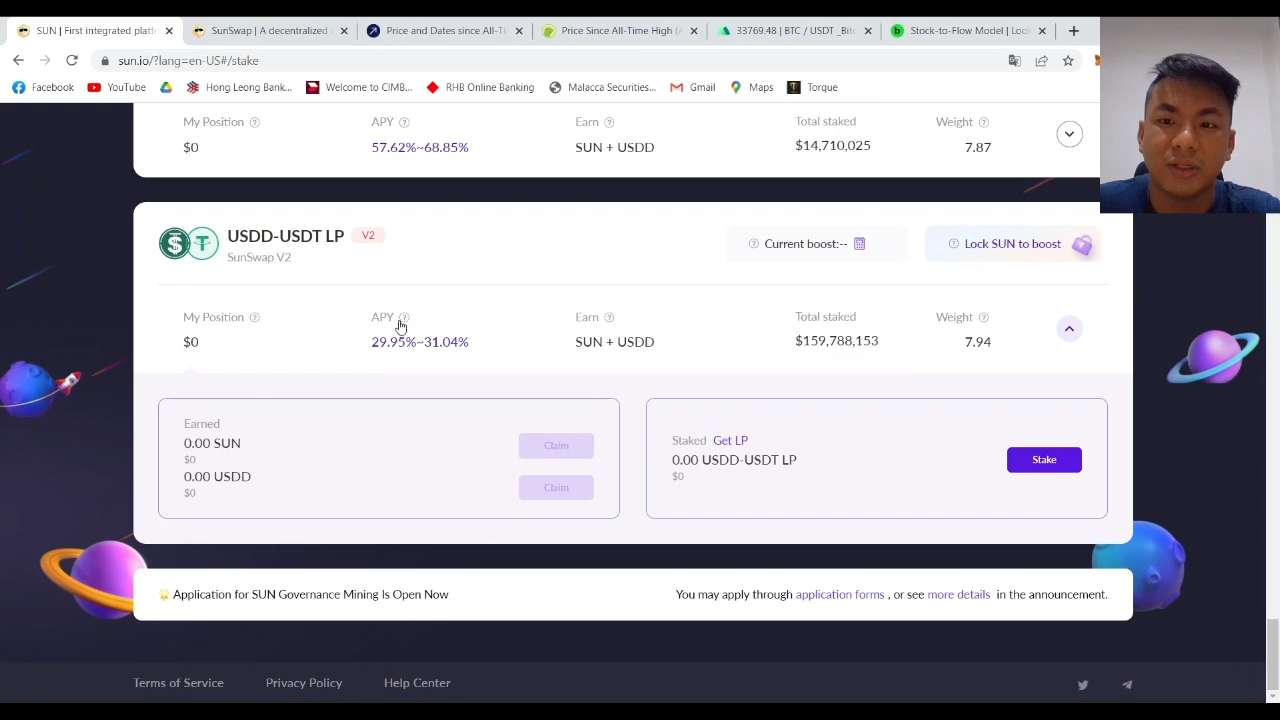 SUN | First integrated platfo
SunSwap | A decentralized
Price and Dates since All-Ti
Price Since All-Time High (A
33769.48 | BTC / USDT _Bit
Stock-to-Flow Model | Look
sun.io/?lang=en-US#/stake
Facebook
YouTube
Hong Leong Bank...
Welcome to CIMB...
RHB Online Banking
Malacca Securities...
Gmail
Maps
Torque
My Position
APY
Earn
Total staked
Weight
$0
57.62%~68.85%
SUN + USDD
$14,710,025
7.87
USDD-USDT LP
V2
SunSwap V2
Current boost:--
Lock SUN to boost
My Position
APY
Earn
Total staked
Weight
$0
29.95%~31.04%
SUN + USDD
$159,788,153
7.94
Earned
0.00 SUN
$0
Claim
0.00 USDD
$0
Claim
Staked Get LP
0.00 USDD-USDT LP
$0
Stake
Application for SUN Governance Mining Is Open Now
You may apply through application forms , or see more details in the announcement.
Terms of Service
Privacy Policy
Help Center